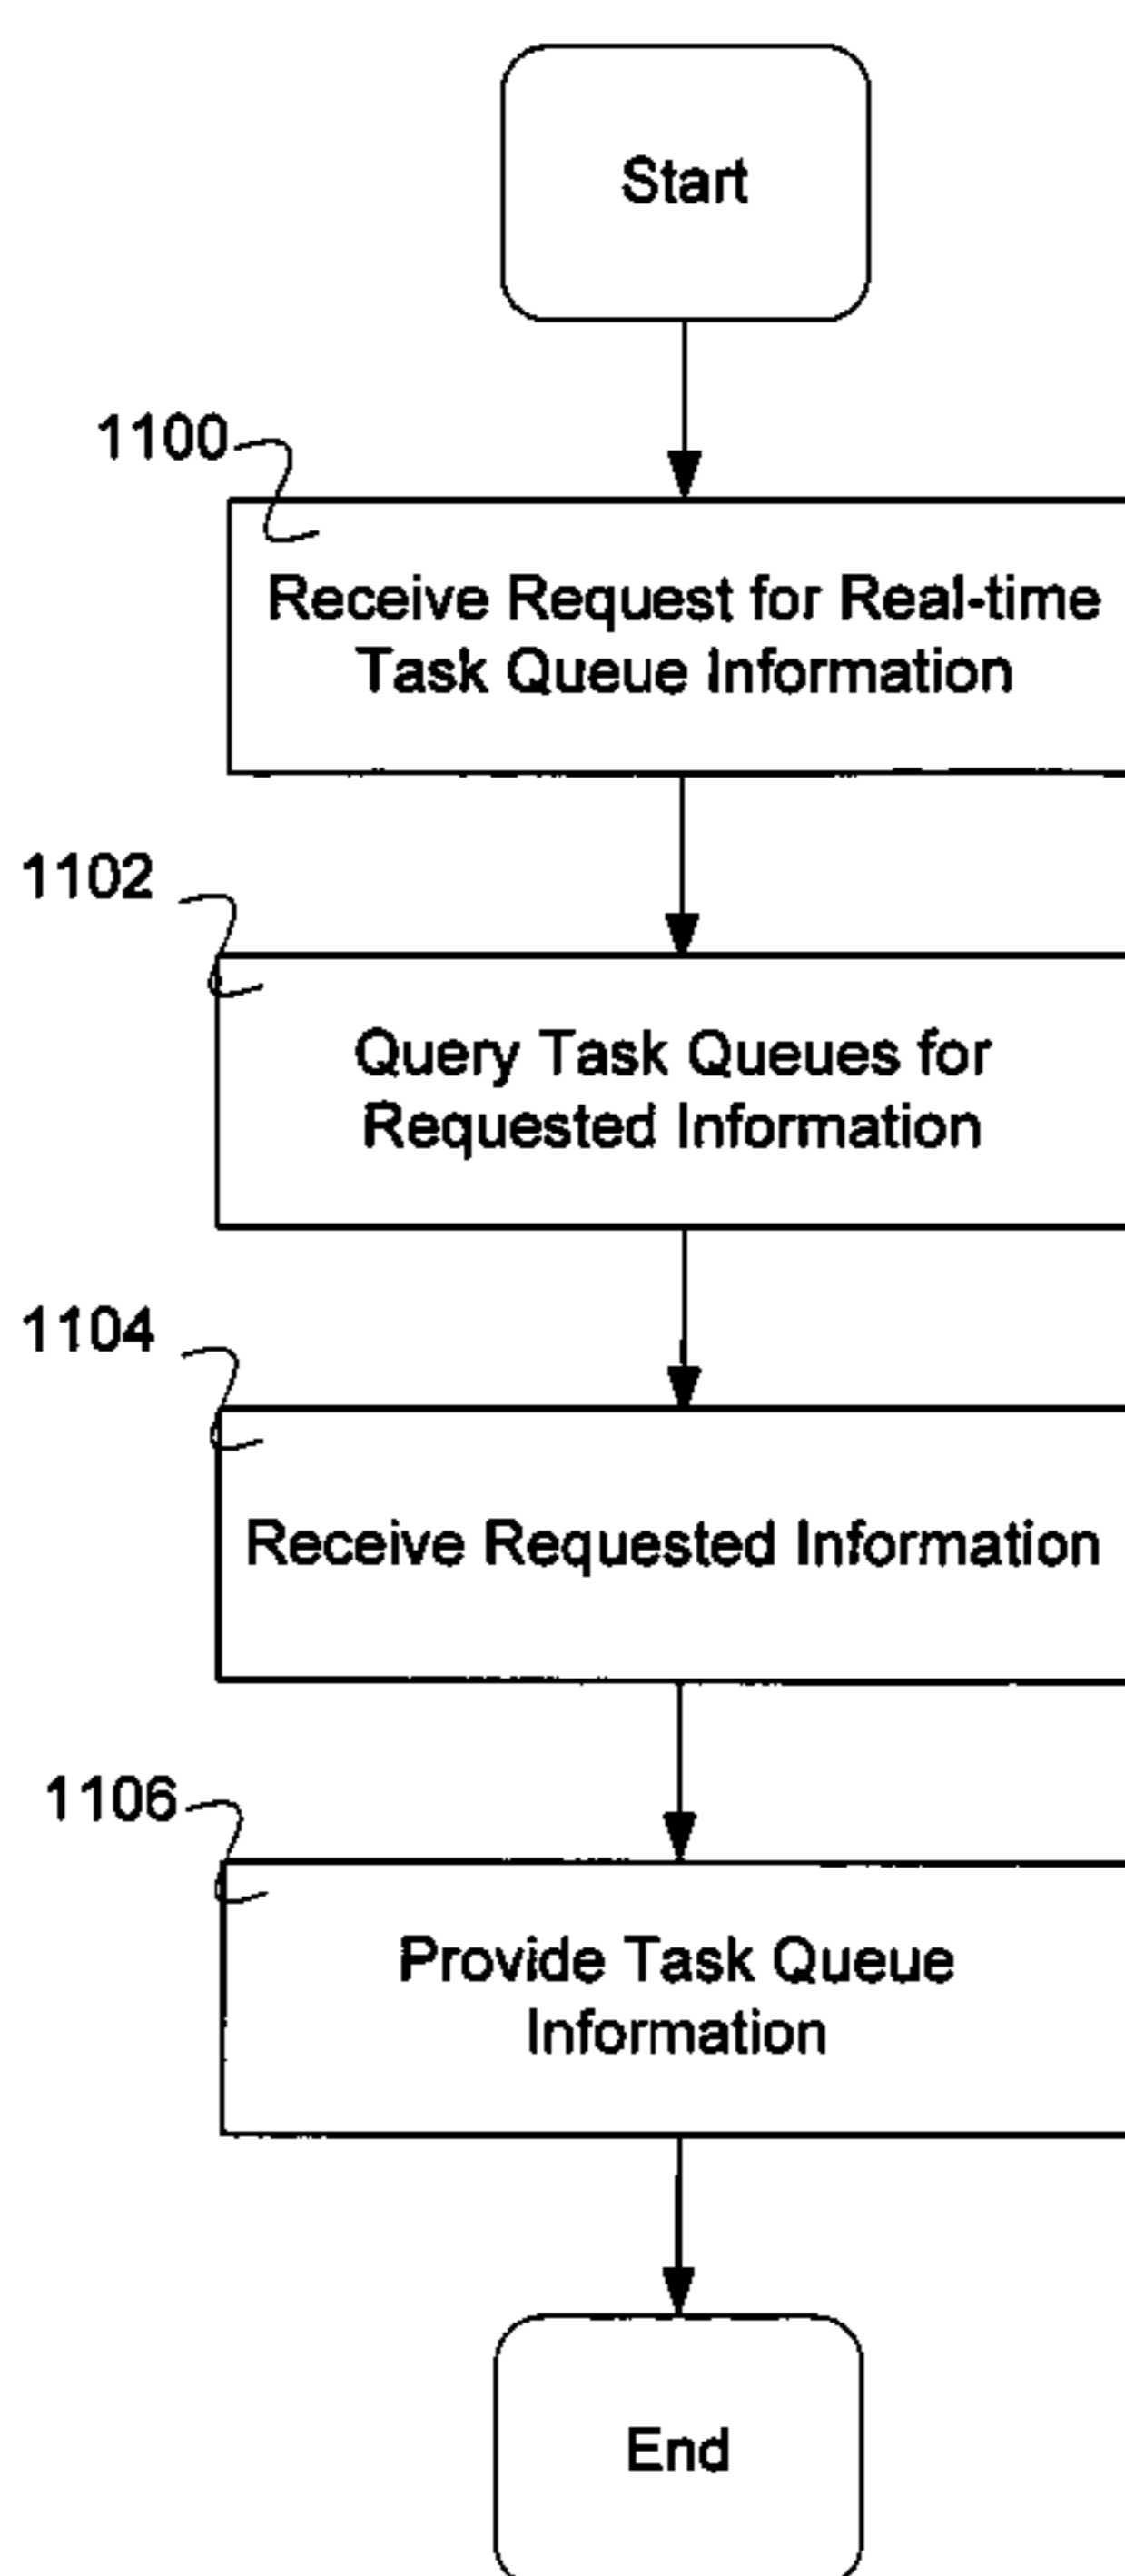 Start
1100
Receive Request for Real-time
Task Queue Information
1102
Query Task Queues for
Requested Information
1104
Receive Requested Information
1106
Provide Task Queue
Information
End